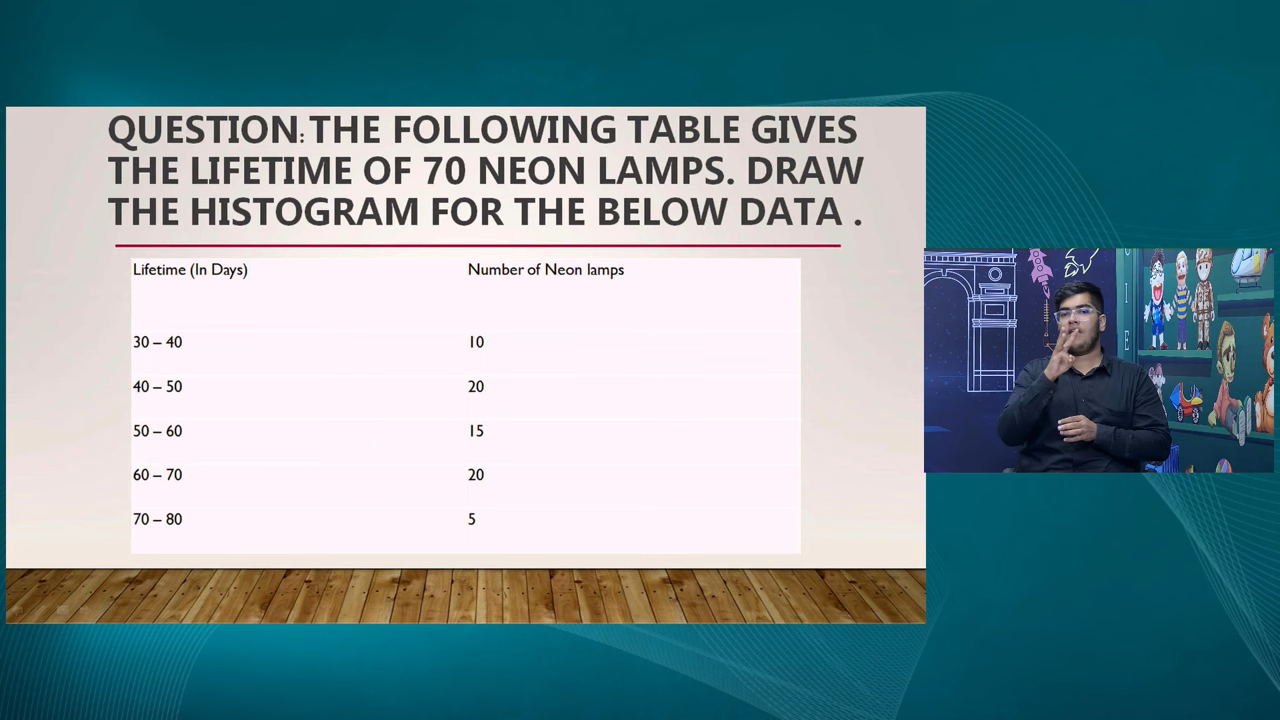 QUESTION: THE FOLLOWING TABLE GIVES
THE LIFETIME OF 70 NEON LAMPS. DRAW
THE HISTOGRAM FOR THE BELOW DATA .
Lifetime (In Days) Number of Neon lamps
30 – 40 10
40 – 50 20
50 – 60 15
60 – 70 20
70 – 80 5